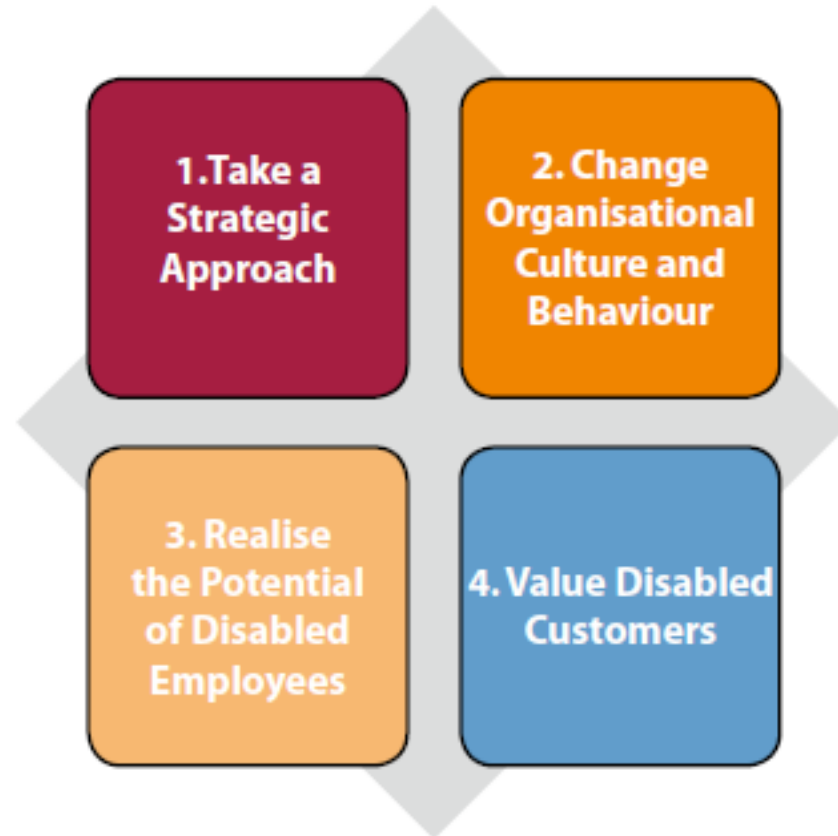 1.Take a
Strategic
Approach
2. Change
Organisational
Culture and
Behaviour
3. Realise
the Potential
of Disabled
Employees
4. Value Disabled
Customers